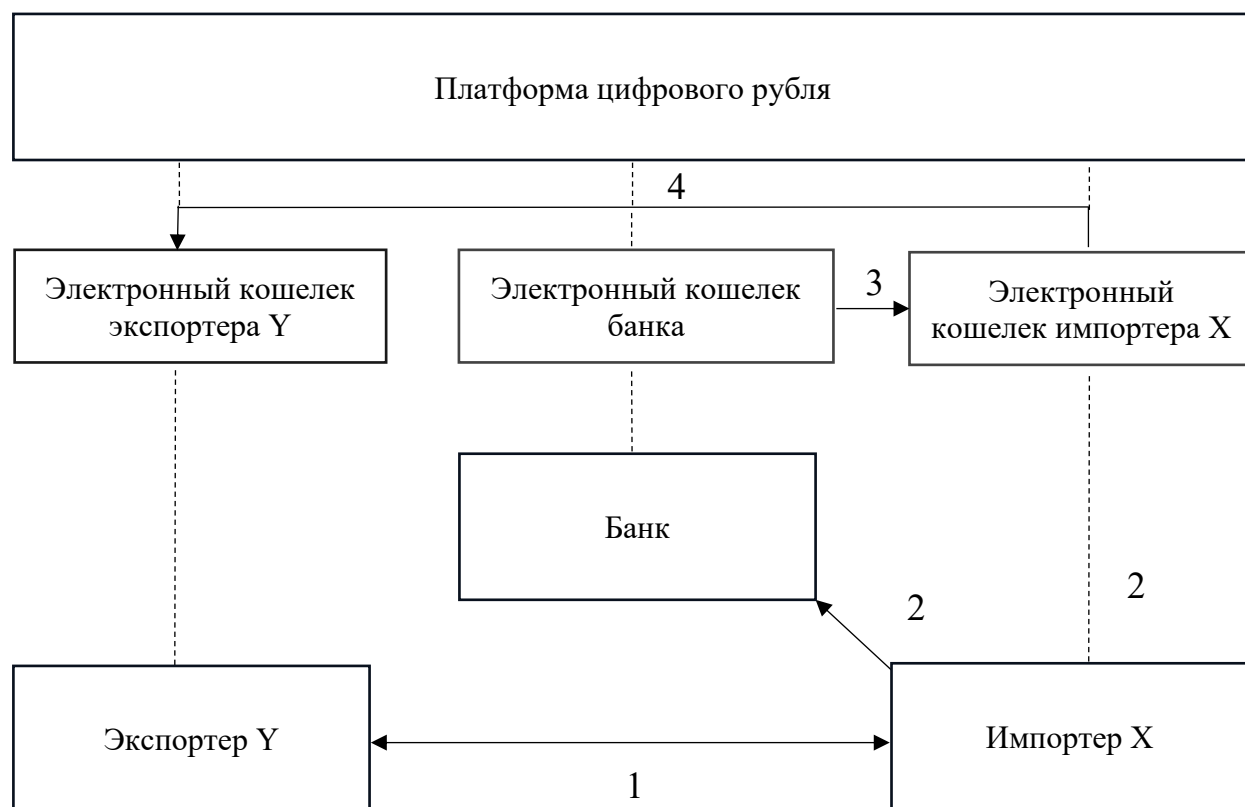 Платформа цифрового рубля
4
Электронный кошелек
экспортера Y
Электронный кошелек
банка
3
Электронный
кошелек импортера X
Банк
2
2
Экспортер Y
Импортер X
1